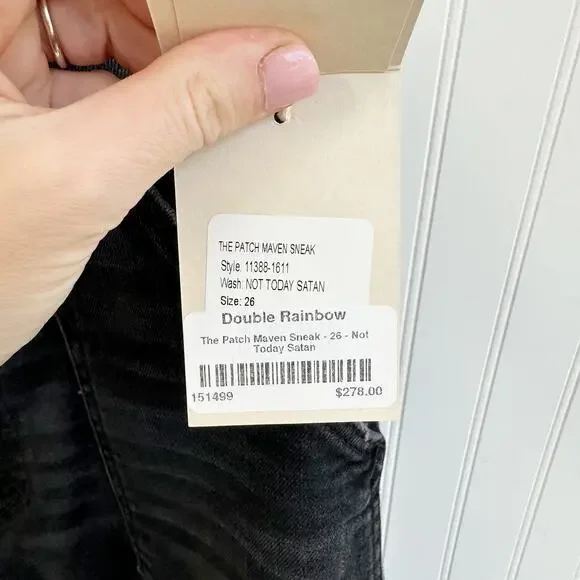 THE PATCH MAVEN SNEAK
Style: 11388-1611
Wash: NOT TODAY SATAN
Size: 26
Double Rainbow
The Patch Maven Sneak - 26 - Not
Today Satan
151499
$278.00